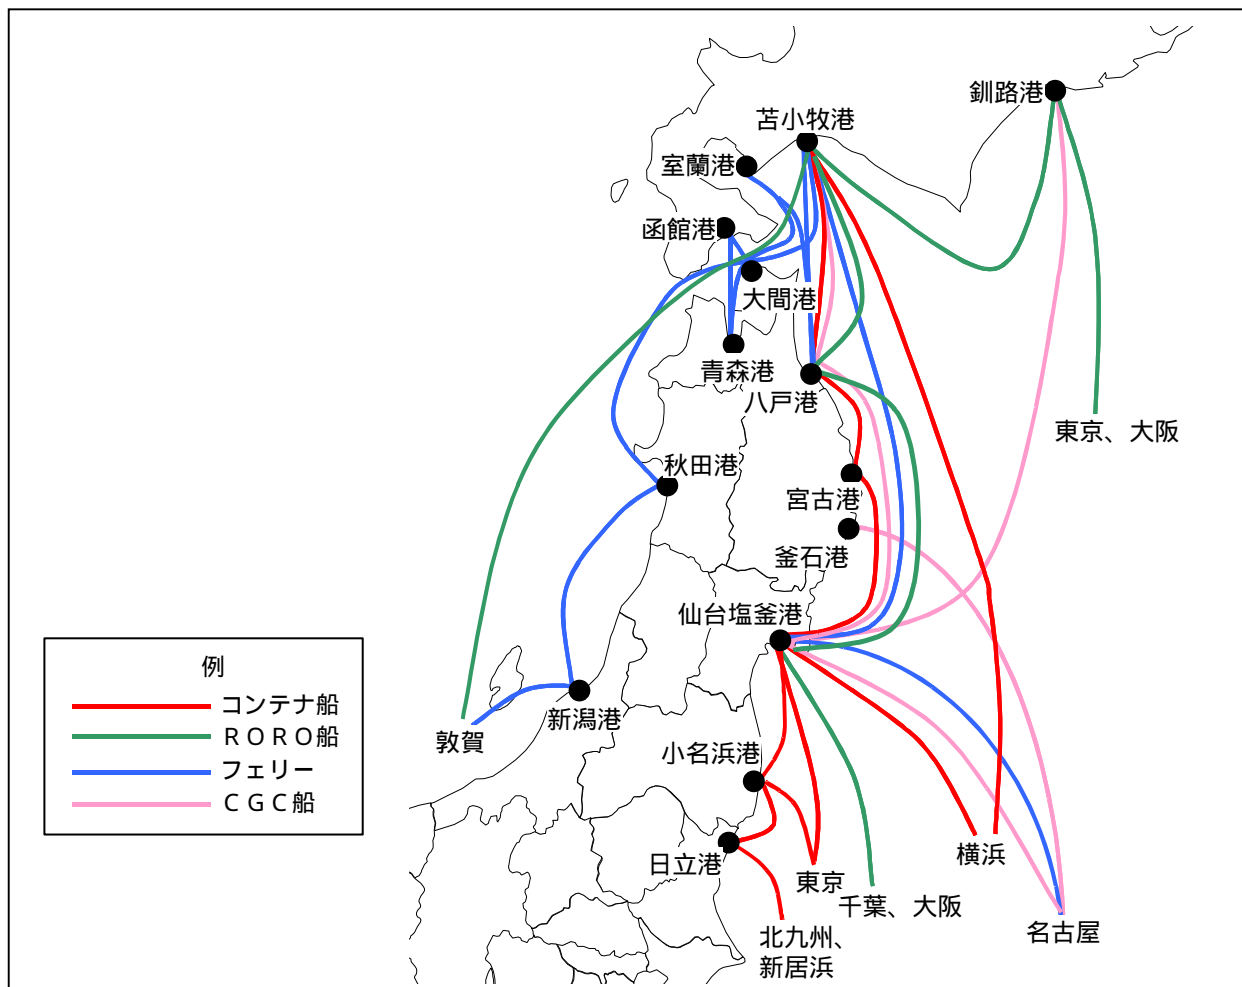 釧路港
苫小牧港
室蘭港
函館港
大間港
青森港
八戸港
東京、大阪
秋田港
宮古港
釜石港
仙台塩釜港
例
コンテナ船
ＲＯＲＯ船
フェリー
ＣＧＣ船
敦賀
新潟港
小名浜港
日立港
東京
横浜
千葉、大阪
名古屋
北九州、
新居浜